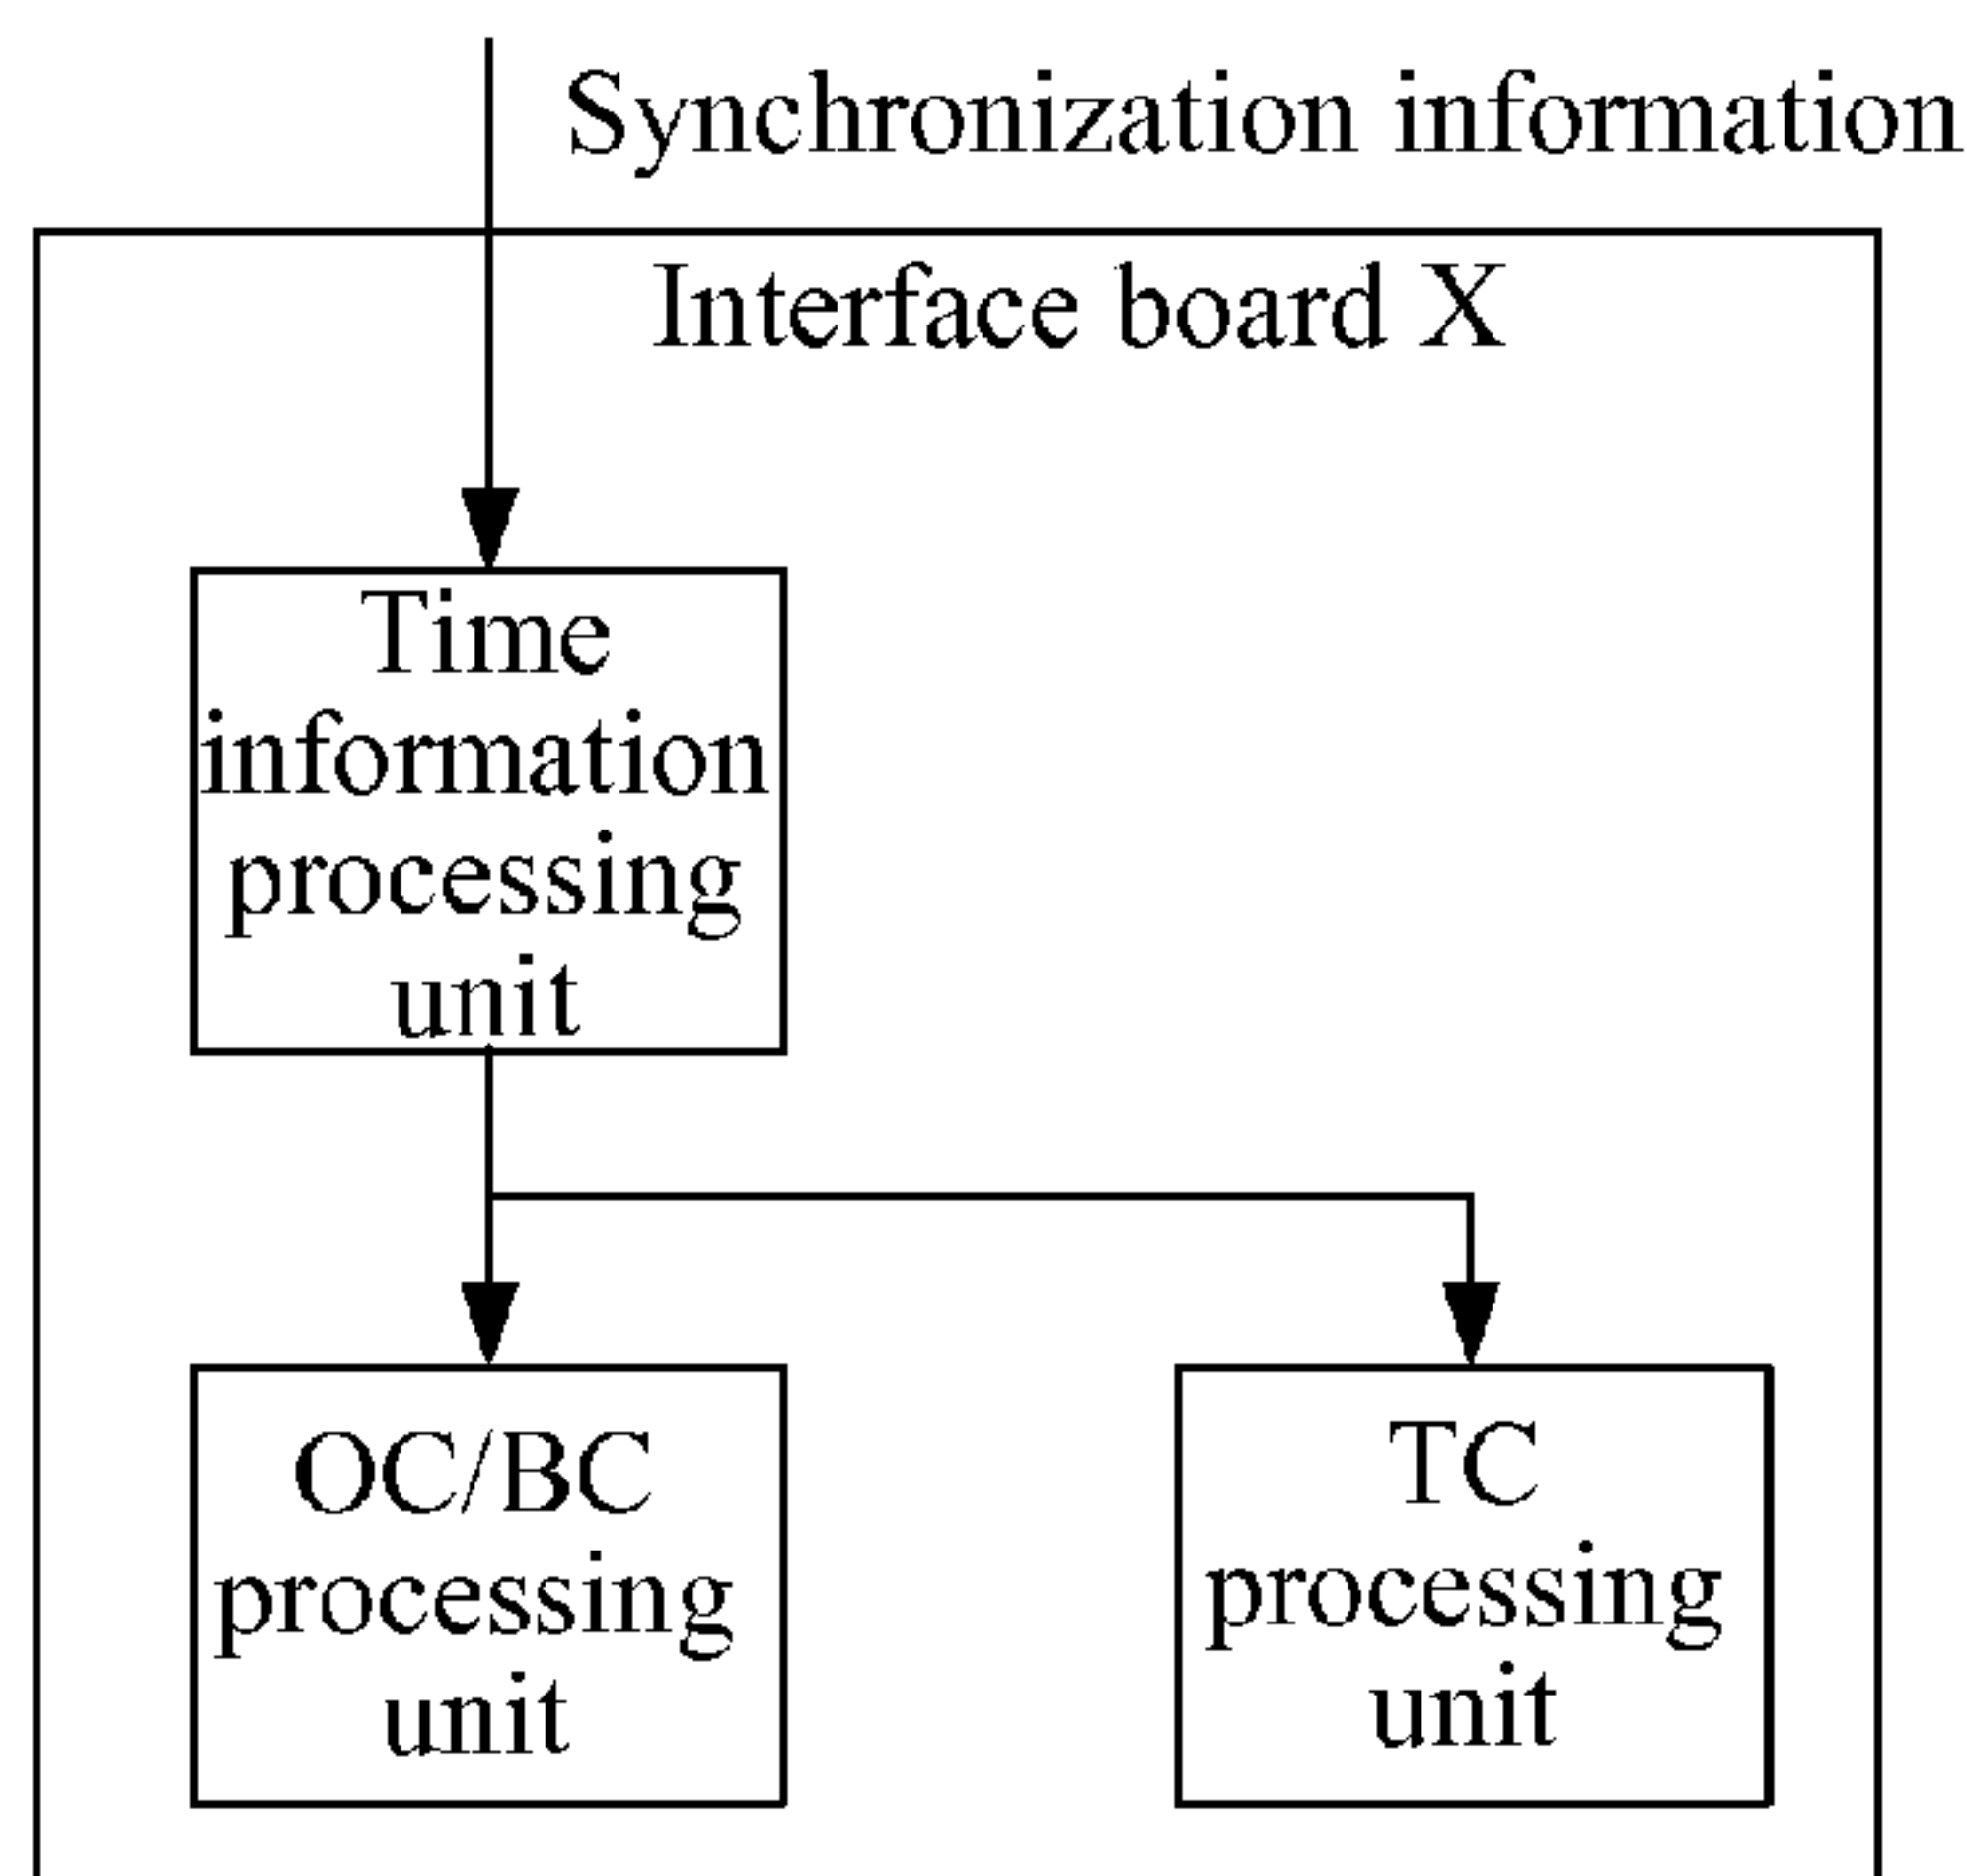 Synchronization information
Interface board X
Time
information
processing
unit
OC/BC
processing
unit
TC
processing
unit